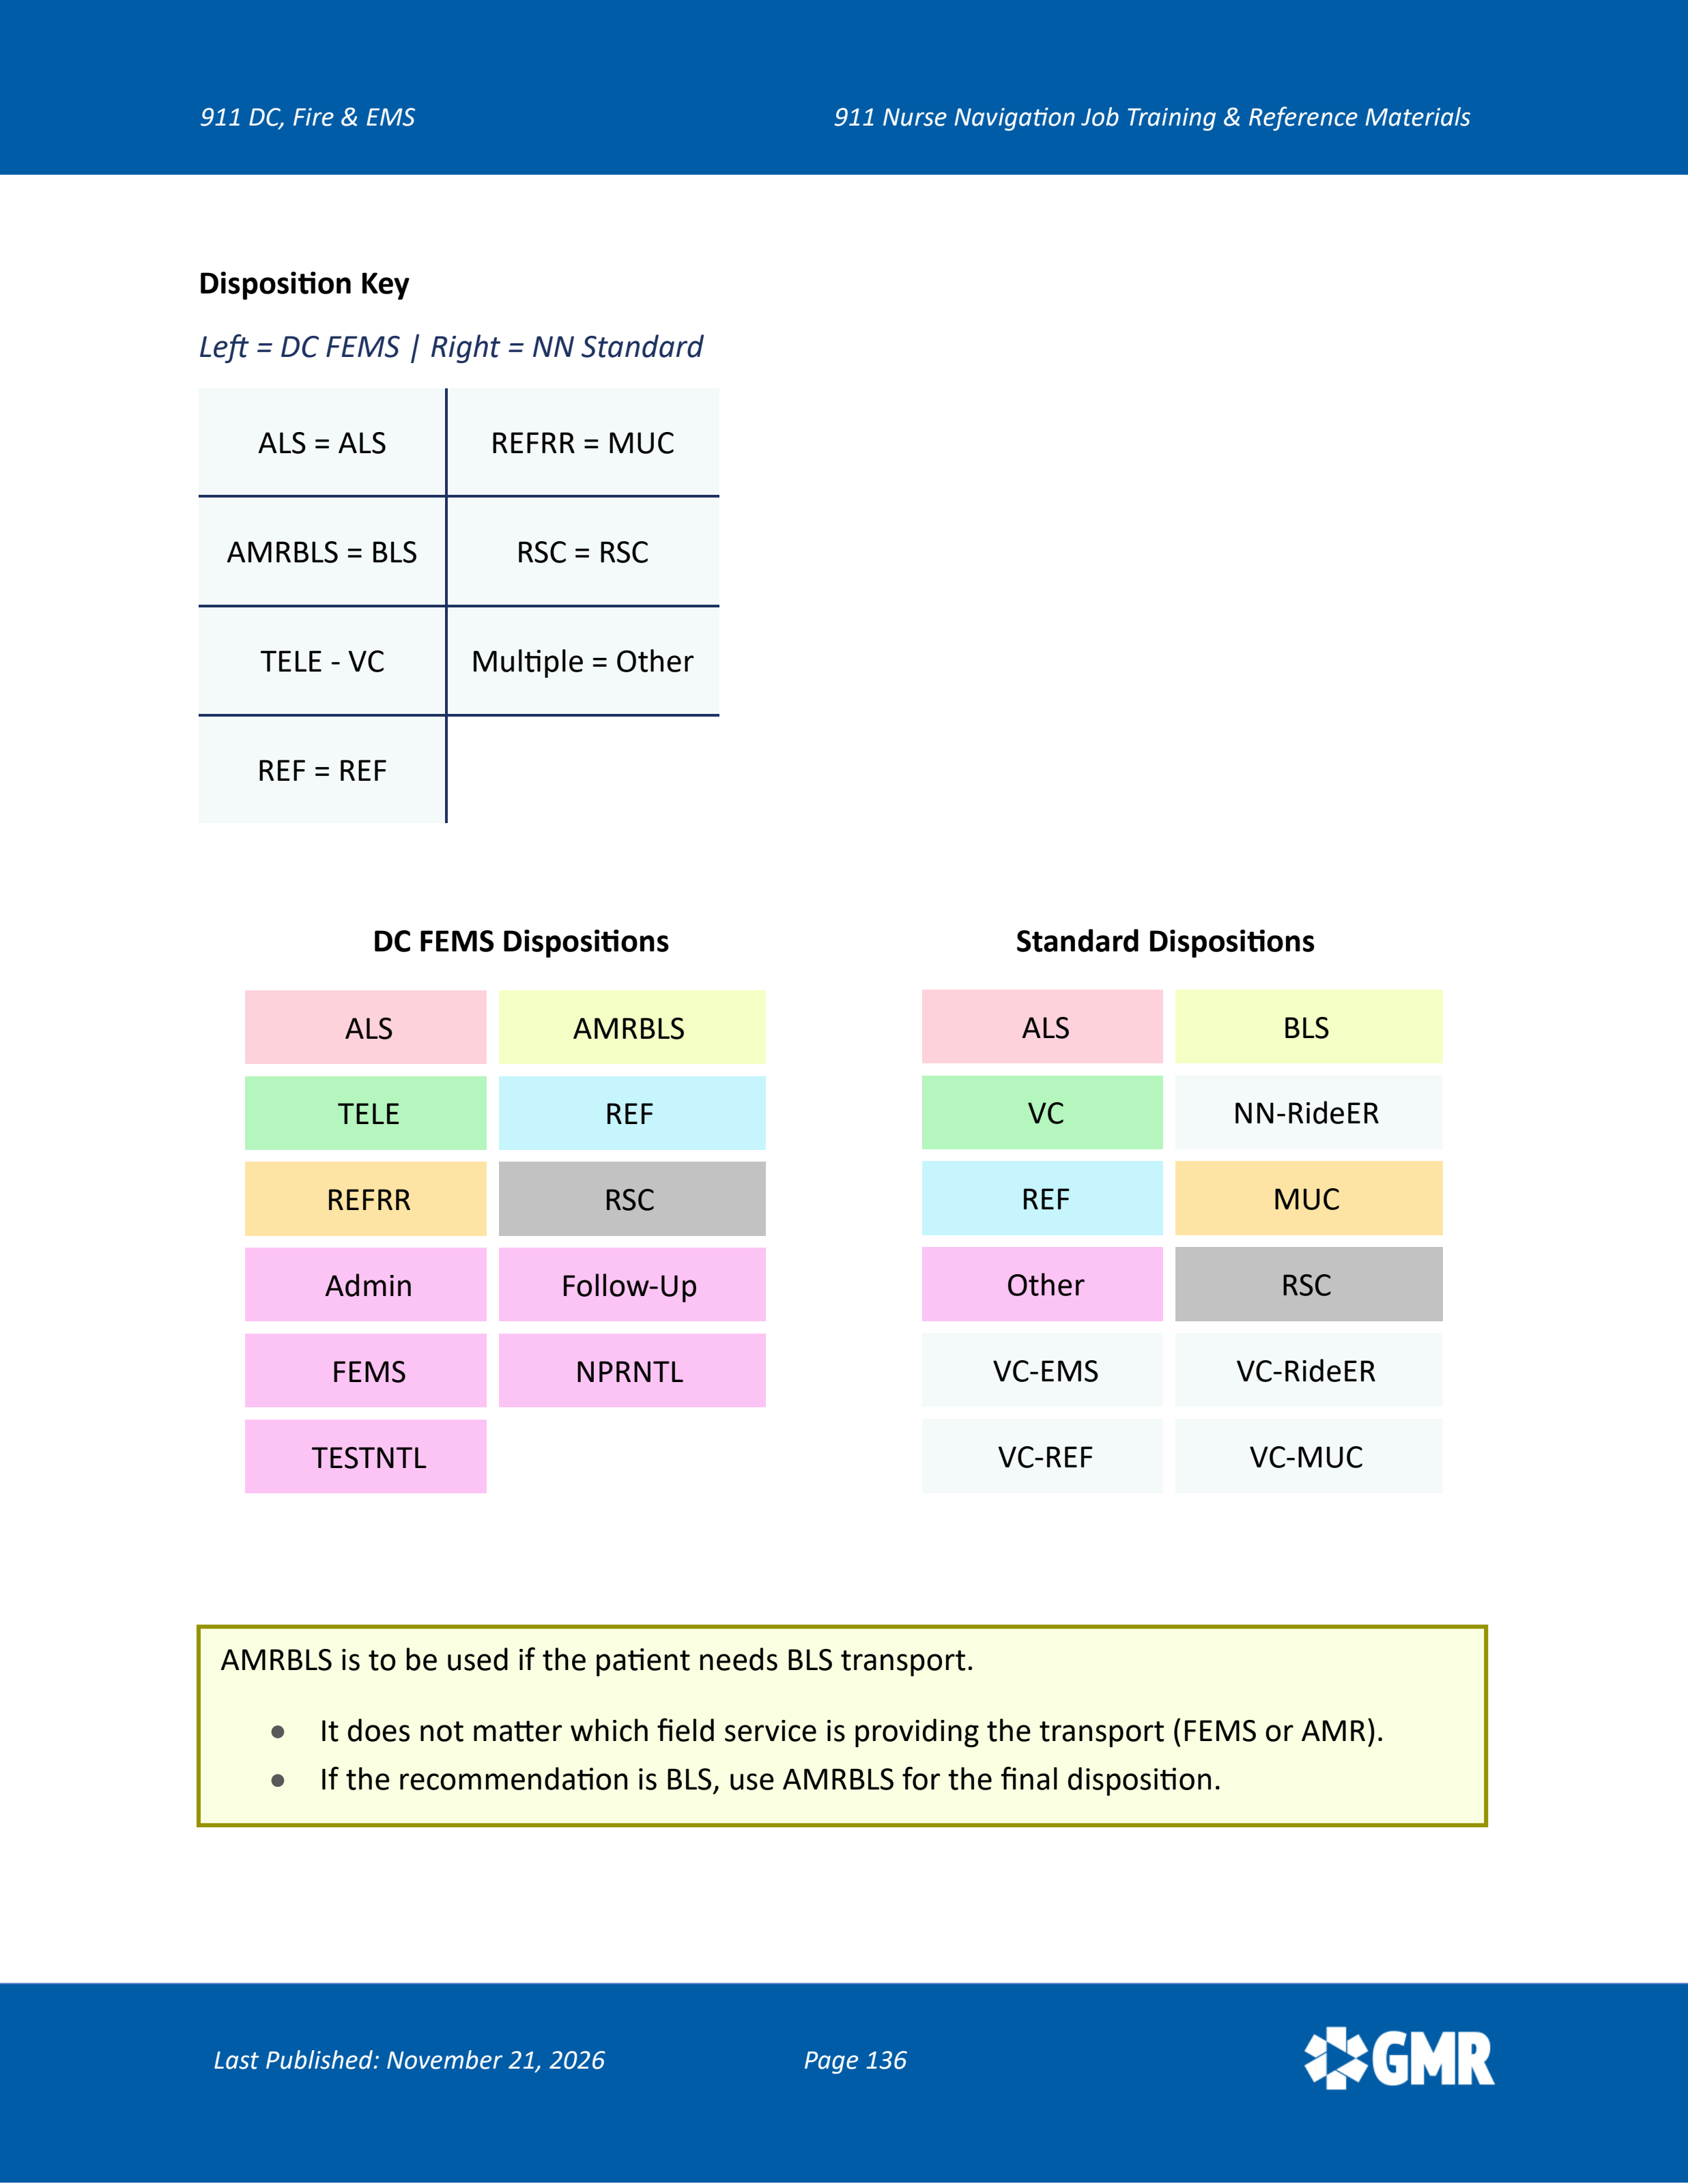 911 DC, Fire & EMS
911 Nurse Navigation Job Training & Reference Materials
Disposition Key
Left = DC FEMS | Right = NN Standard
ALS = ALS
REFRR = MUC
AMRBLS = BLS
RSC = RSC
TELE - VC
Multiple = Other
REF = REF
DC FEMS Dispositions
ALS
AMRBLS
TELE
REF
REFRR
RSC
Admin
Follow-Up
FEMS
NPRNTL
TESTNTL
Standard Dispositions
ALS
BLS
VC
NN-RideER
REF
MUC
Other
RSC
VC-EMS
VC-RideER
VC-REF
VC-MUC
AMRBLS is to be used if the patient needs BLS transport.
● It does not matter which field service is providing the transport (FEMS or AMR).
● If the recommendation is BLS, use AMRBLS for the final disposition.
Last Published: November 21, 2026
Page 136
GMR